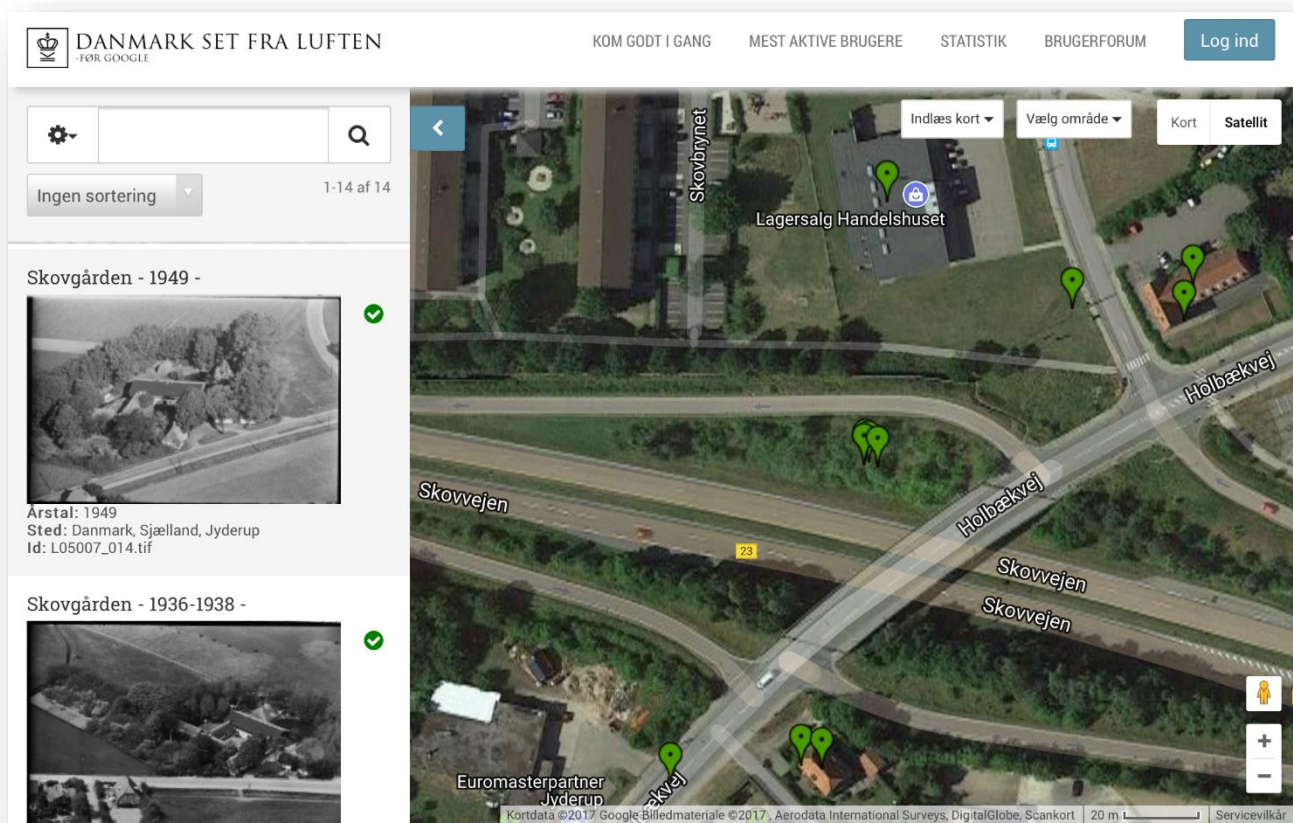 DANMARK SET FRA LUFTEN
-FØR GOOGLE
KOM GODT I GANG
MEST AKTIVE BRUGERE
STATISTIK
BRUGERFORUM
Log ind
Ingen sortering
1-14 af 14
Skovgården - 1949 -
Årstal: 1949
Sted: Danmark, Sjælland, Jyderup
Id: L05007_014.tif
Skovgården - 1936-1938 -
Indlæs kort
Vælg område
Kort
Satellit
Skovbrynet
Lagersalg Handelshuset
Holbækvej
Skovvejen
Holbækvej
23
Skovvejen
Skovvejen
Euromasterpartner
Jyderup
ækvej
Kortdata ©2017 Google Billedmateriale ©2017 , Aerodata International Surveys, DigitalGlobe, Scankort
20 m
Servicevilkår